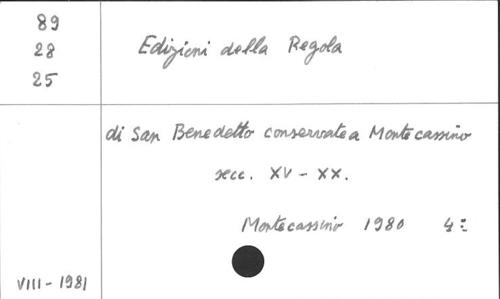 89
28
25
Edizioni della Regola
di San Benedetto conservate a Montecassino
secc. XV - XX.
Montecassino 1980 4:
VIII - 1981